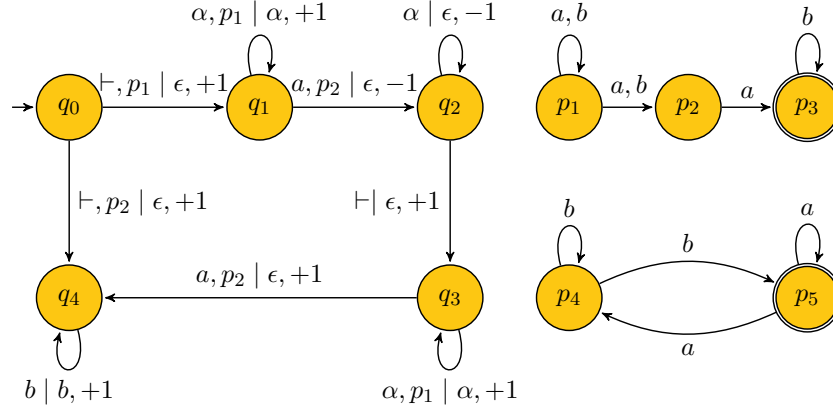 α, p₁ | α, +1
α | ϵ, −1
a, b
b
q₀
⊢, p₁ | ϵ, +1
q₁
a, p₂ | ϵ, −1
q₂
p₁
a, b
p₂
a
p₃
⊢, p₂ | ϵ, +1
⊢| ϵ, +1
b
a
q₄
a, p₂ | ϵ, +1
q₃
p₄
b
p₅
a
b | b, +1
α, p₁ | α, +1